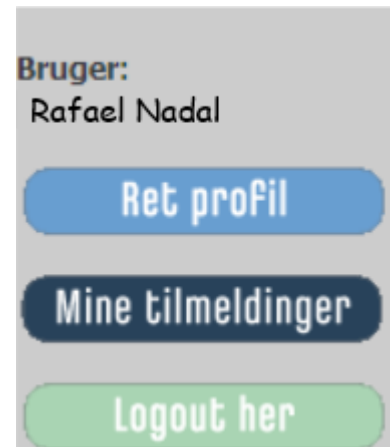 Bruger:
Rafael Nadal
Ret profil
Mine tilmeldinger
Logout her